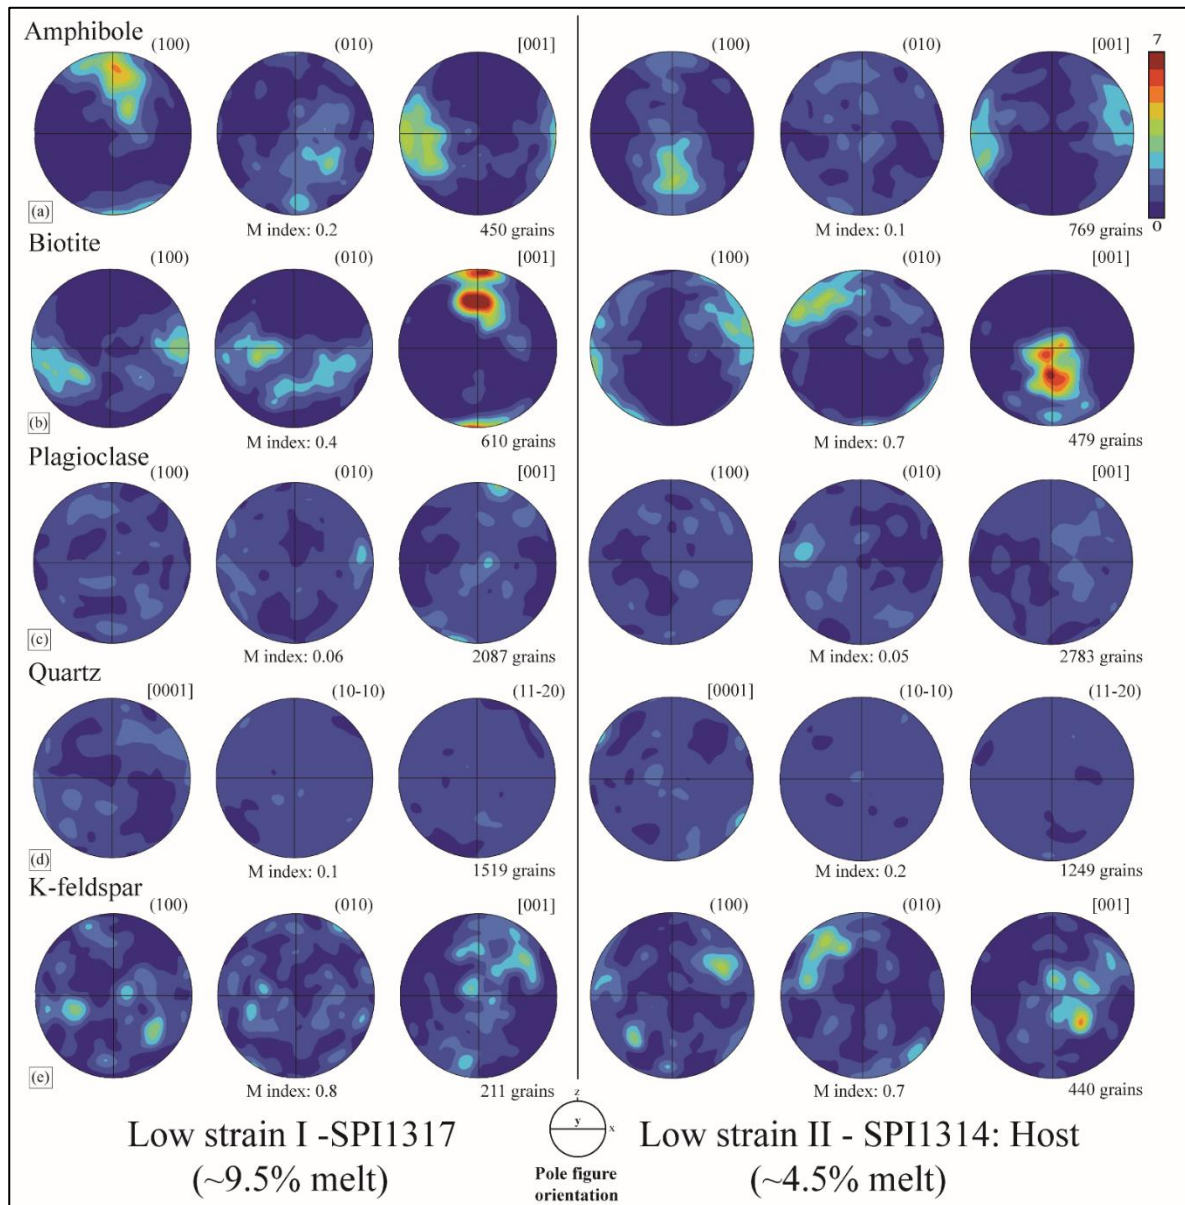 Amphibole
(100) (010) [001] (100) (010) [001] 7
(a) M index: 0.2 450 grains M index: 0.1 769 grains 0
Biotite
(100) (010) [001] (100) (010) [001]
(b) M index: 0.4 610 grains M index: 0.7 479 grains
Plagioclase
(100) (010) [001] (100) (010) [001]
(c) M index: 0.06 2087 grains M index: 0.05 2783 grains
Quartz
[0001] (10-10) (11-20) [0001] (10-10) (11-20)
(d) M index: 0.1 1519 grains M index: 0.2 1249 grains
K-feldspar
(100) (010) [001] (100) (010) [001]
(e) M index: 0.8 211 grains M index: 0.7 440 grains
Low strain I -SPI1317
(~9.5% melt)
z
y x
Pole figure
orientation
Low strain II - SPI1314: Host
(~4.5% melt)